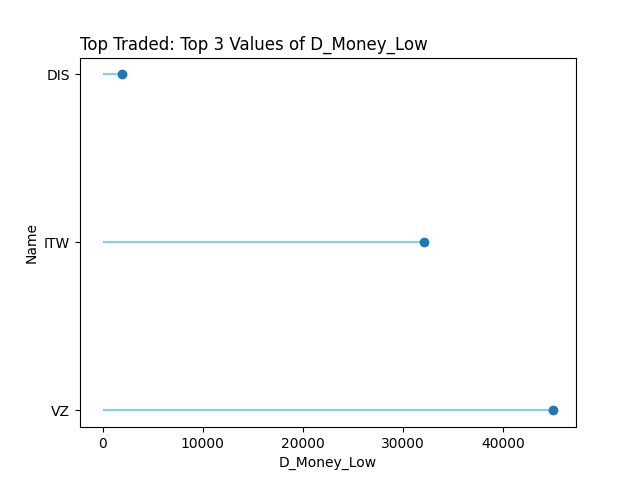 Top Traded: Top 3 Values of D_Money_Low
DIS
ITW
VZ
Name
0 10000 20000 30000 40000
D_Money_Low